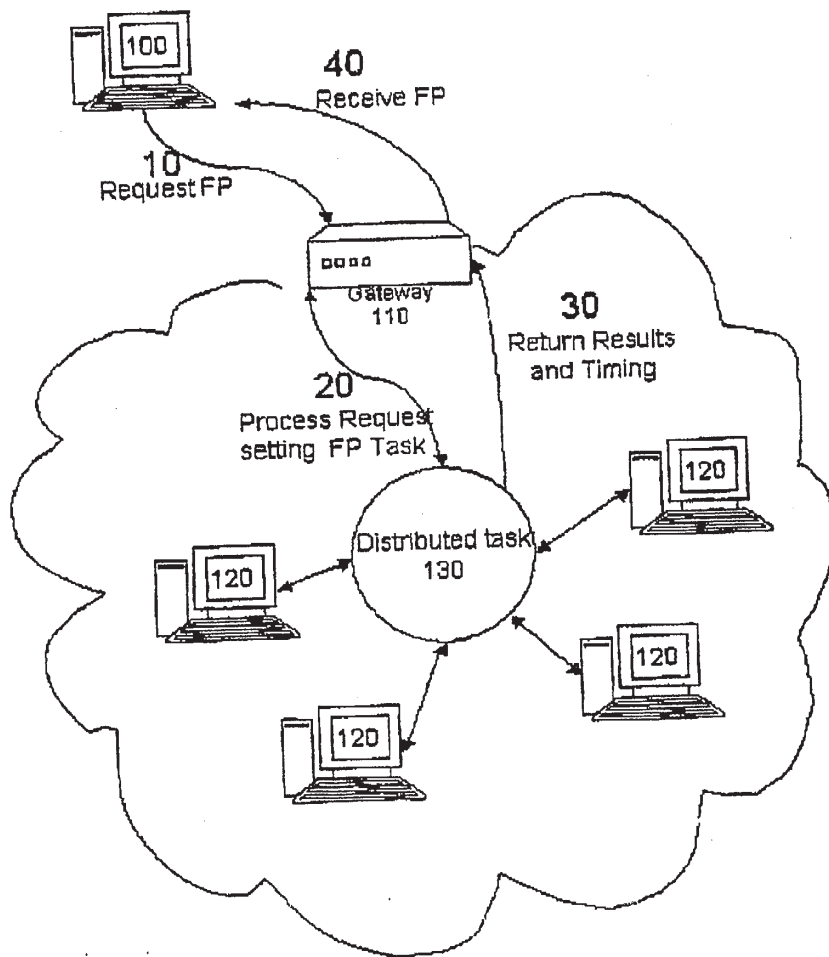 100
40
Receive FP
10
Request FP
Gateway
110
30
Return Results
and Timing
20
Process Request
setting FP Task
120
Distributed task
130
120
120
120